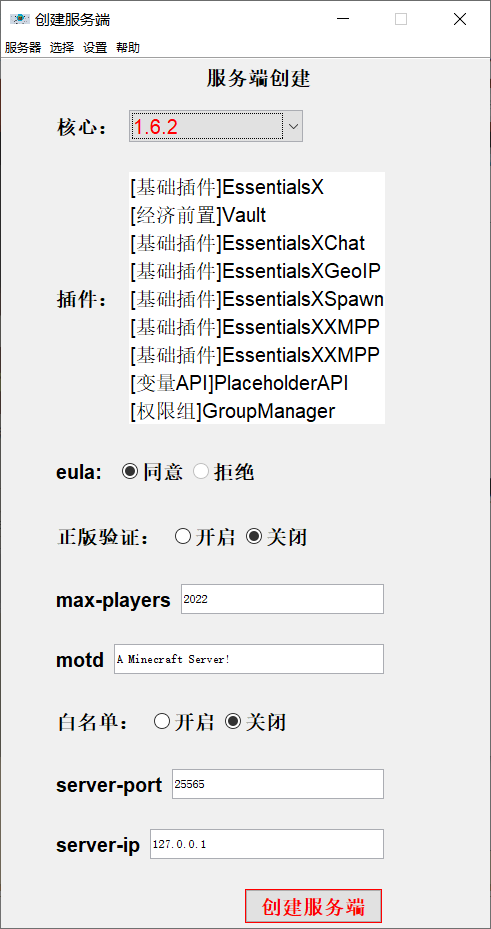 创建服务端
服务器 选择 设置 帮助
服务端创建
核心： 1.6.2
[基础插件]EssentialsX
[经济前置]Vault
[基础插件]EssentialsXChat
[基础插件]EssentialsXGeoIP
插件： [基础插件]EssentialsXSpawn
[基础插件]EssentialsXXMPP
[基础插件]EssentialsXXMPP
[变量API]PlaceholderAPI
[权限组]GroupManager
eula: 同意 拒绝
正版验证： 开启 关闭
max-players 2022
motd A Minecraft Server!
白名单： 开启 关闭
server-port 25565
server-ip 127.0.0.1
创建服务端